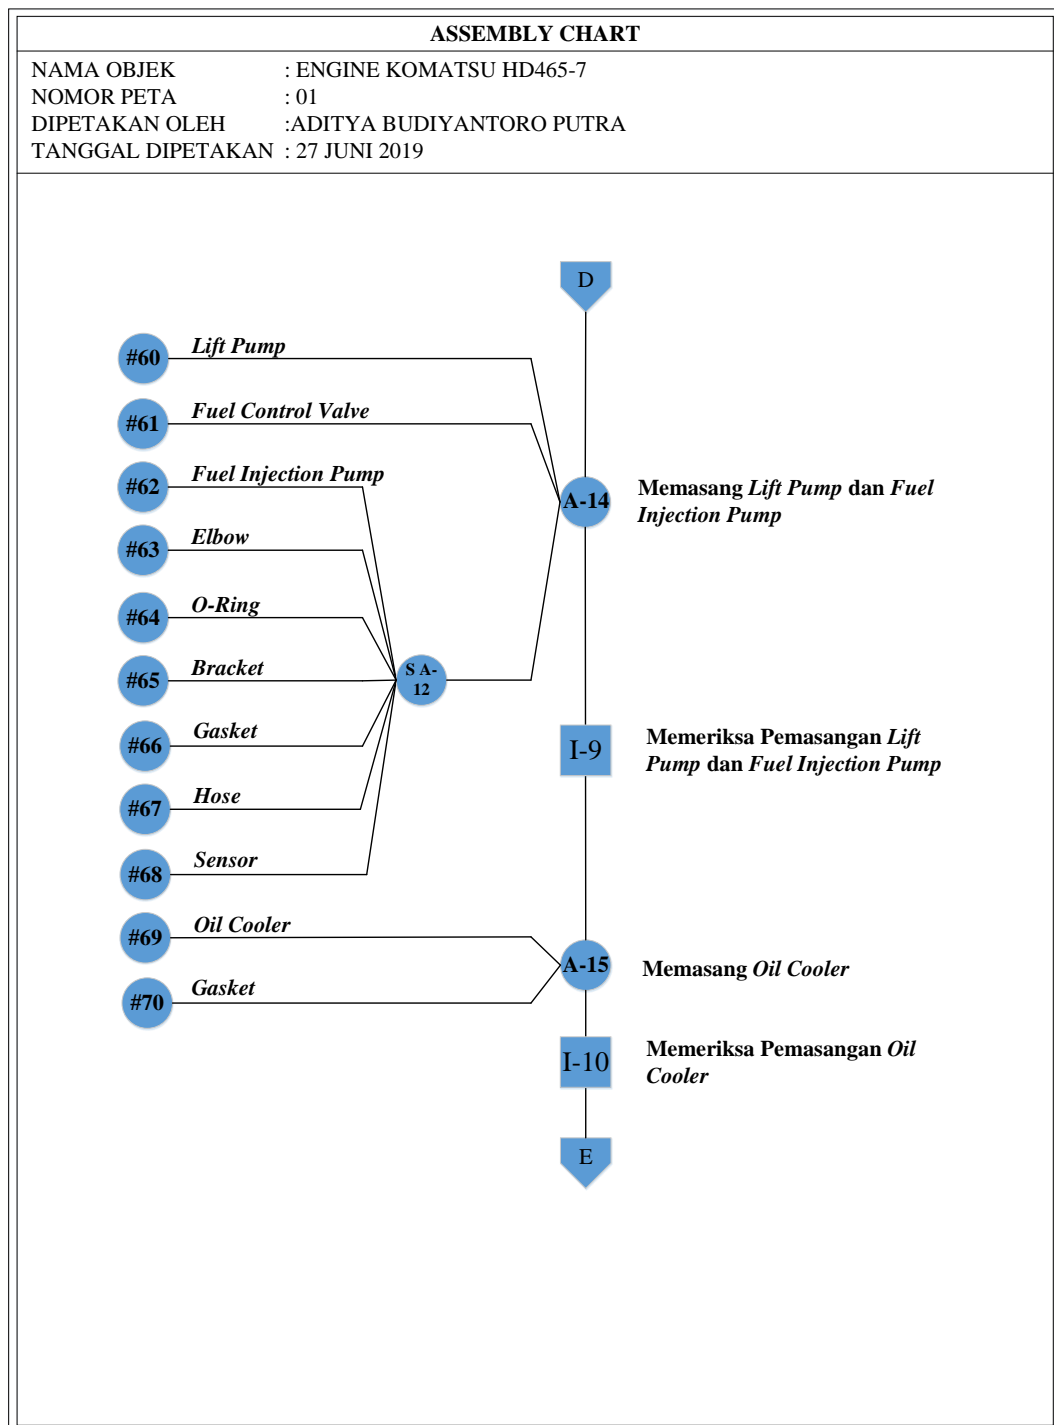 ASSEMBLY CHART
NAMA OBJEK : ENGINE KOMATSU HD465-7
NOMOR PETA : 01
DIPETAKAN OLEH :ADITYA BUDIYANTORO PUTRA
TANGGAL DIPETAKAN : 27 JUNI 2019
D
#60 Lift Pump
#61 Fuel Control Valve
#62 Fuel Injection Pump
A-14
Memasang Lift Pump dan Fuel
Injection Pump
#63 Elbow
#64 O-Ring
#65 Bracket
S A-
12
#66 Gasket
I-9
Memeriksa Pemasangan Lift
Pump dan Fuel Injection Pump
#67 Hose
#68 Sensor
#69 Oil Cooler
A-15
Memasang Oil Cooler
#70 Gasket
I-10
Memeriksa Pemasangan Oil
Cooler
E